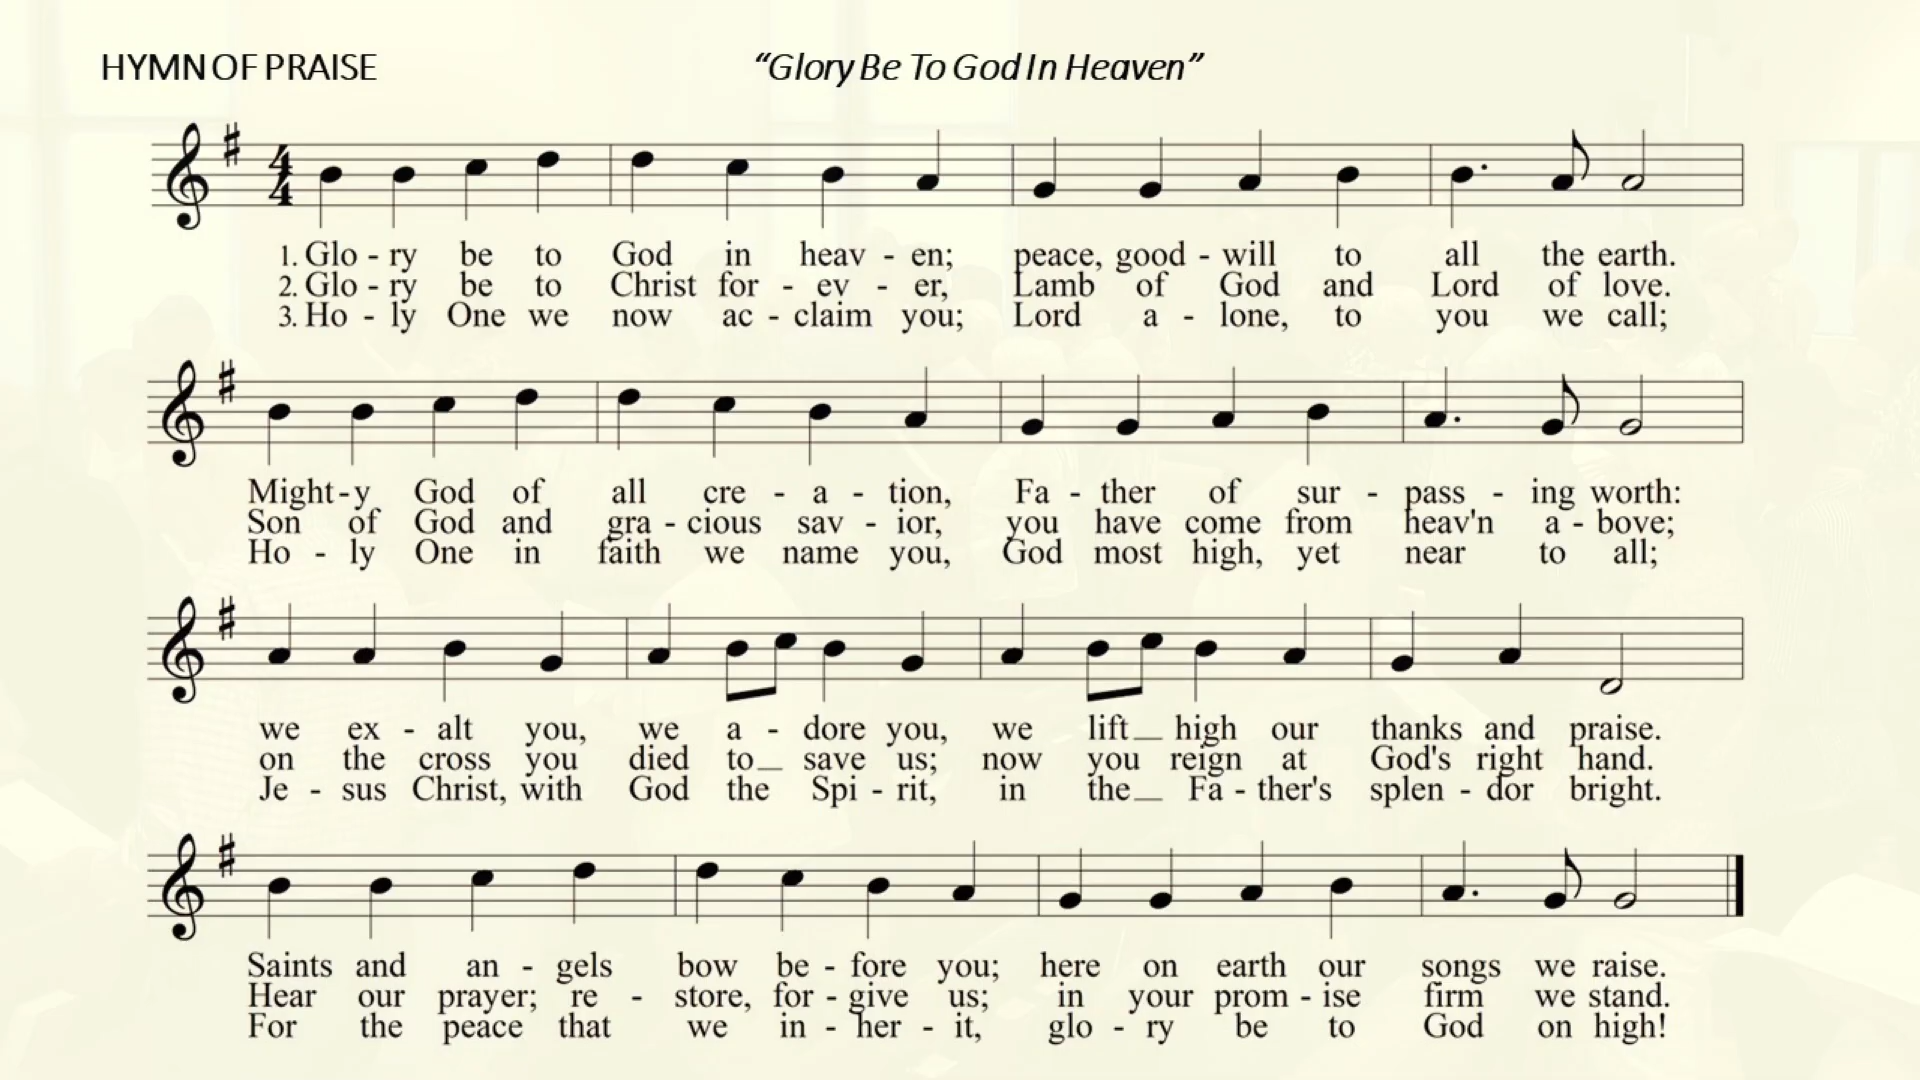 HYMN OF PRAISE
“Glory Be To God In Heaven”
4
4
1. Glo - ry be to God in heav - en; peace, good - will to all the earth.
2. Glo - ry be to Christ for - ev - er, Lamb of God and Lord of love.
3. Ho - ly One we now ac - claim you; Lord a - lone, to you we call;
Might - y God of all cre - a - tion, Fa - ther of sur - pass - ing worth:
Son of God and gra - cious sav - ior, you have come from heav'n a - bove;
Ho - ly One in faith we name you, God most high, yet near to all;
we ex - alt you, we a - dore you, we lift__ high our thanks and praise.
on the cross you died to__ save us; now you reign at God's right hand.
Je - sus Christ, with God the Spi - rit, in the__ Fa - ther's splen - dor bright.
Saints and an - gels bow be - fore you; here on earth our songs we raise.
Hear our prayer; re - store, for - give us; in your prom - ise firm we stand.
For the peace that we in - her - it, glo - ry be to God on high!